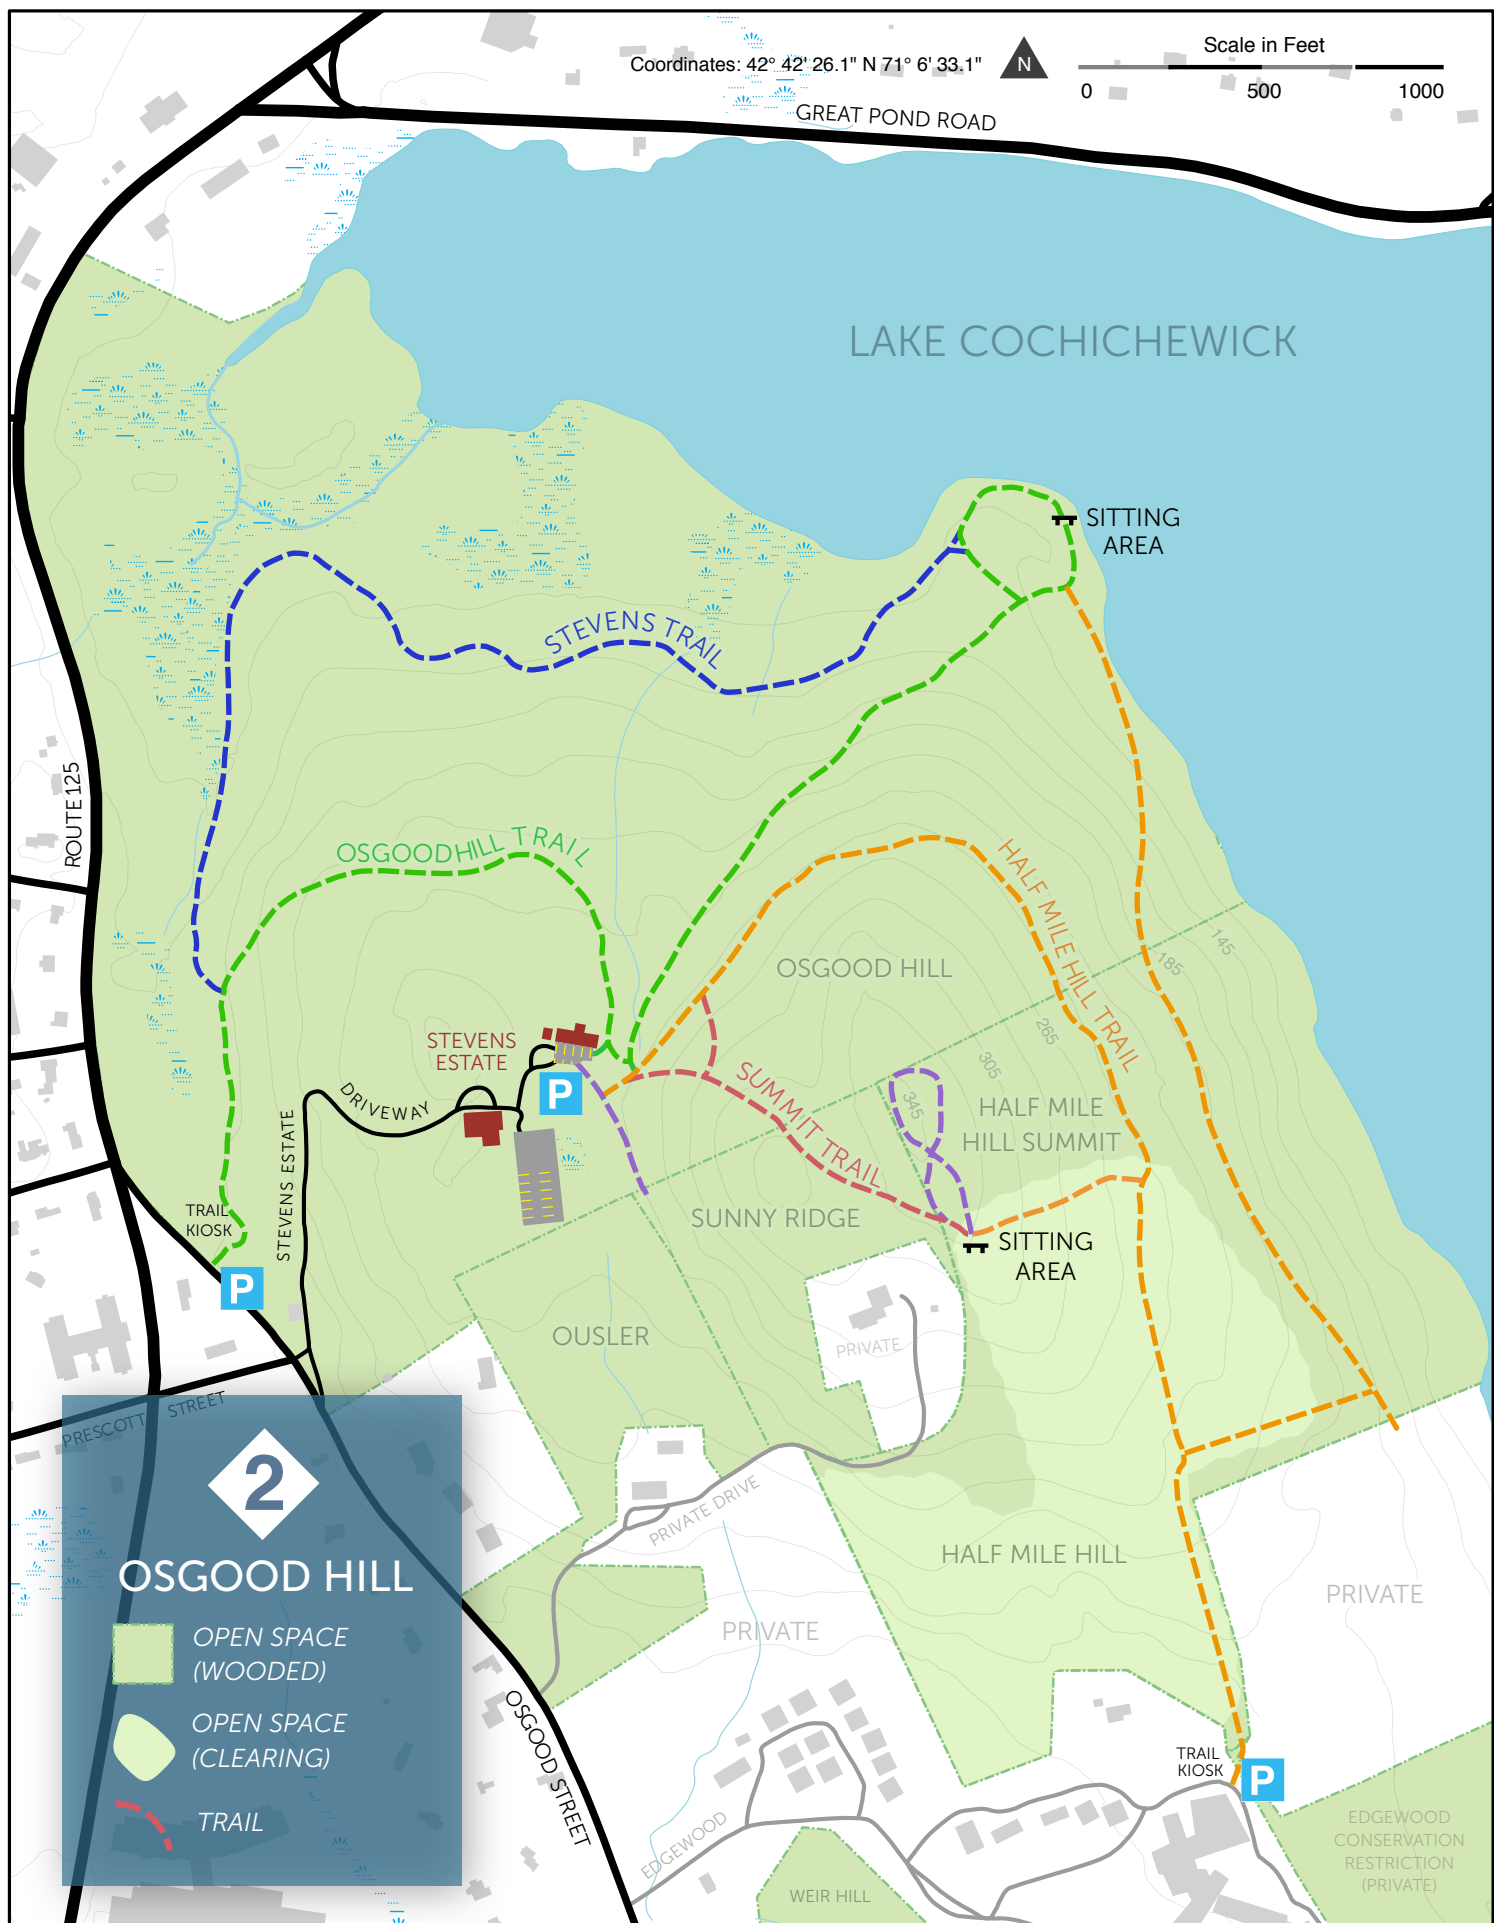 Coordinates: 42° 42' 26.1" N 71° 6' 33.1"
N
Scale in Feet
0 500 1000
GREAT POND ROAD
LAKE COCHICHEWICK
SITTING
AREA
STEVENS TRAIL
ROUTE 125
OSGOOD HILL TRAIL
HALF MILE HILL TRAIL
OSGOOD HILL
145
185
265
305
345
STEVENS
ESTATE
P
DRIVEWAY
STEVENS ESTATE
SUMMIT TRAIL
HALF MILE
HILL SUMMIT
TRAIL
KIOSK
P
SUNNY RIDGE
SITTING
AREA
OUSLER
PRIVATE
PRESCOTT STREET
PRIVATE DRIVE
HALF MILE HILL
PRIVATE
PRIVATE
2
OSGOOD HILL
OPEN SPACE
(WOODED)
OPEN SPACE
(CLEARING)
TRAIL
OSGOOD STREET
TRAIL
KIOSK
P
EDGEWOOD
WEIR HILL
EDGEWOOD
CONSERVATION
RESTRICTION
(PRIVATE)